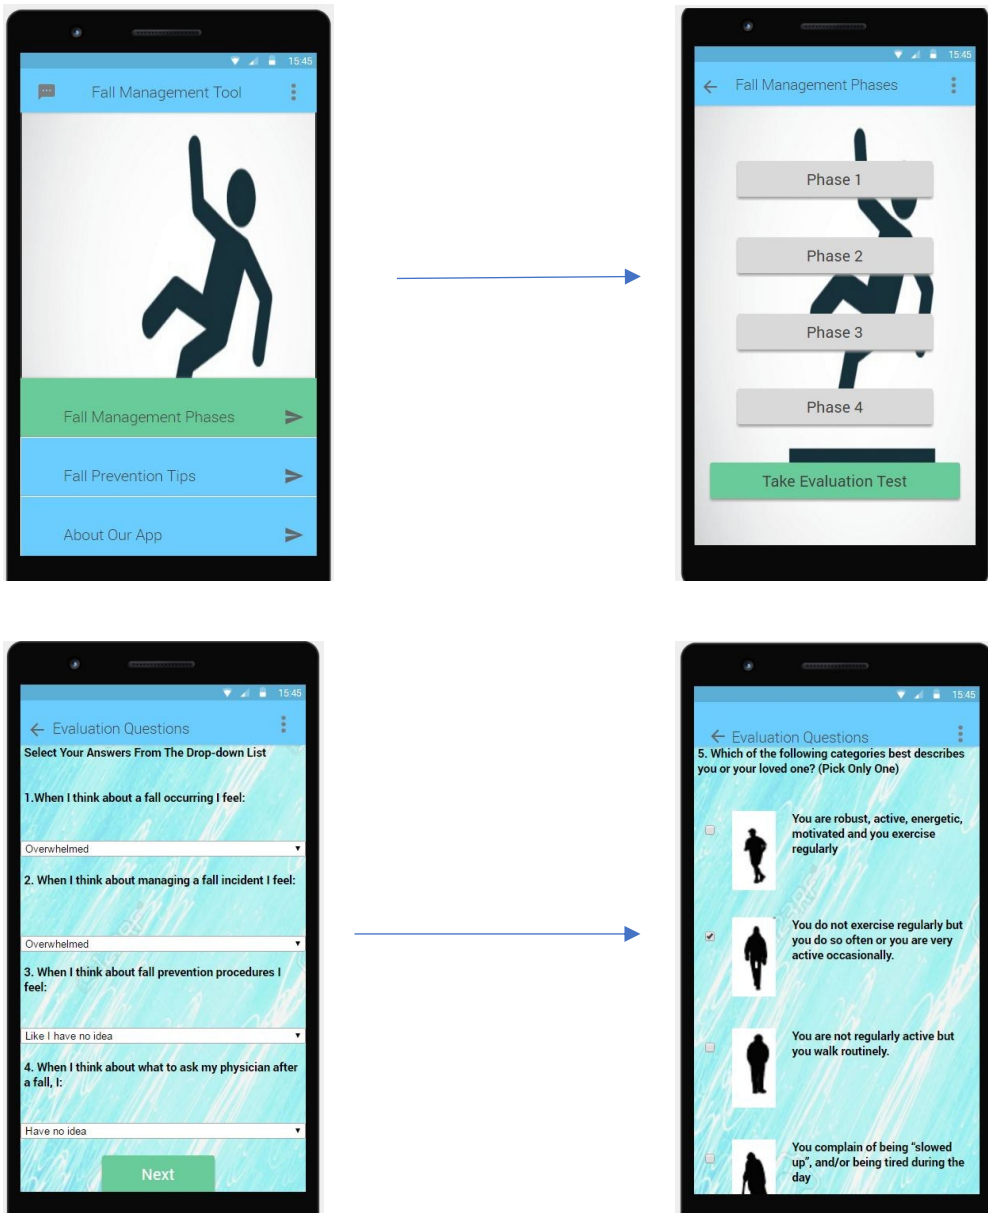 15:45
Fall Management Tool
Fall Management Phases
Fall Prevention Tips
About Our App
15:45
Fall Management Phases
Phase 1
Phase 2
Phase 3
Phase 4
Take Evaluation Test
15:45
Evaluation Questions
Select Your Answers From The Drop-down List
1.When I think about a fall occurring I feel:
Overwhelmed
2. When I think about managing a fall incident I feel:
Overwhelmed
3. When I think about fall prevention procedures I
feel:
Like I have no idea
4. When I think about what to ask my physician after
a fall, I:
Have no idea
Next
15:45
Evaluation Questions
5. Which of the following categories best describes
you or your loved one? (Pick Only One)
You are robust, active, energetic,
motivated and you exercise
regularly
You do not exercise regularly but
you do so often or you are very
active occasionally.
You are not regularly active but
you walk routinely.
You complain of being “slowed
up”, and/or being tired during the
day